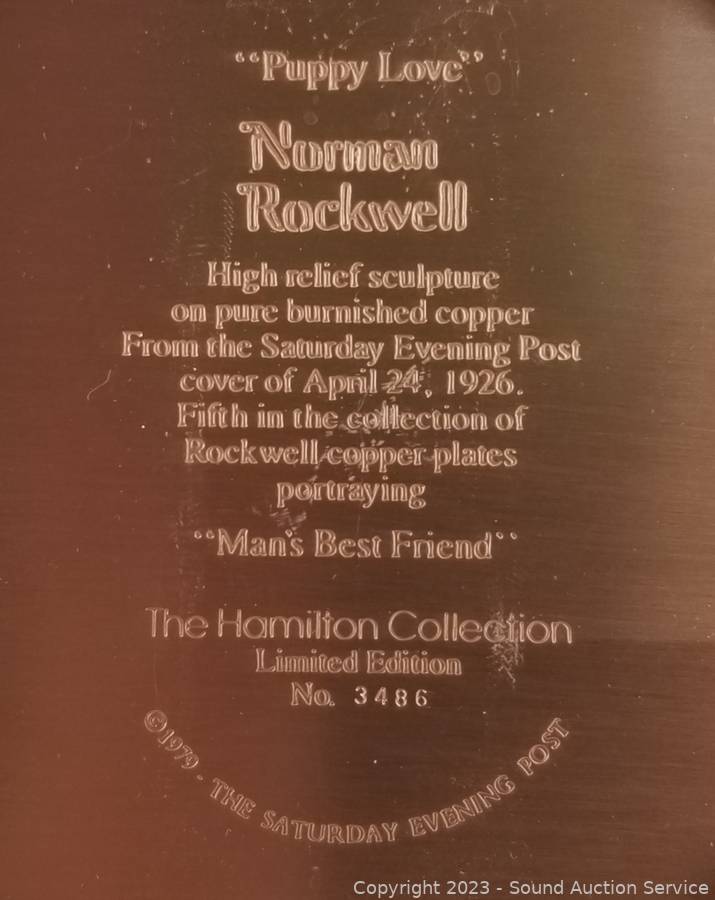 “Puppy Love”
Norman
Rockwell
High relief sculpture
on pure burnished copper
From the Saturday Evening Post
cover of April 24, 1926.
Fifth in the collection of
Rockwell copper plates
portraying
“Man's Best Friend”
The Hamilton Collection
Limited Edition
No. 3486
©1979 - THE SATURDAY EVENING POST
Copyright 2023 - Sound Auction Service